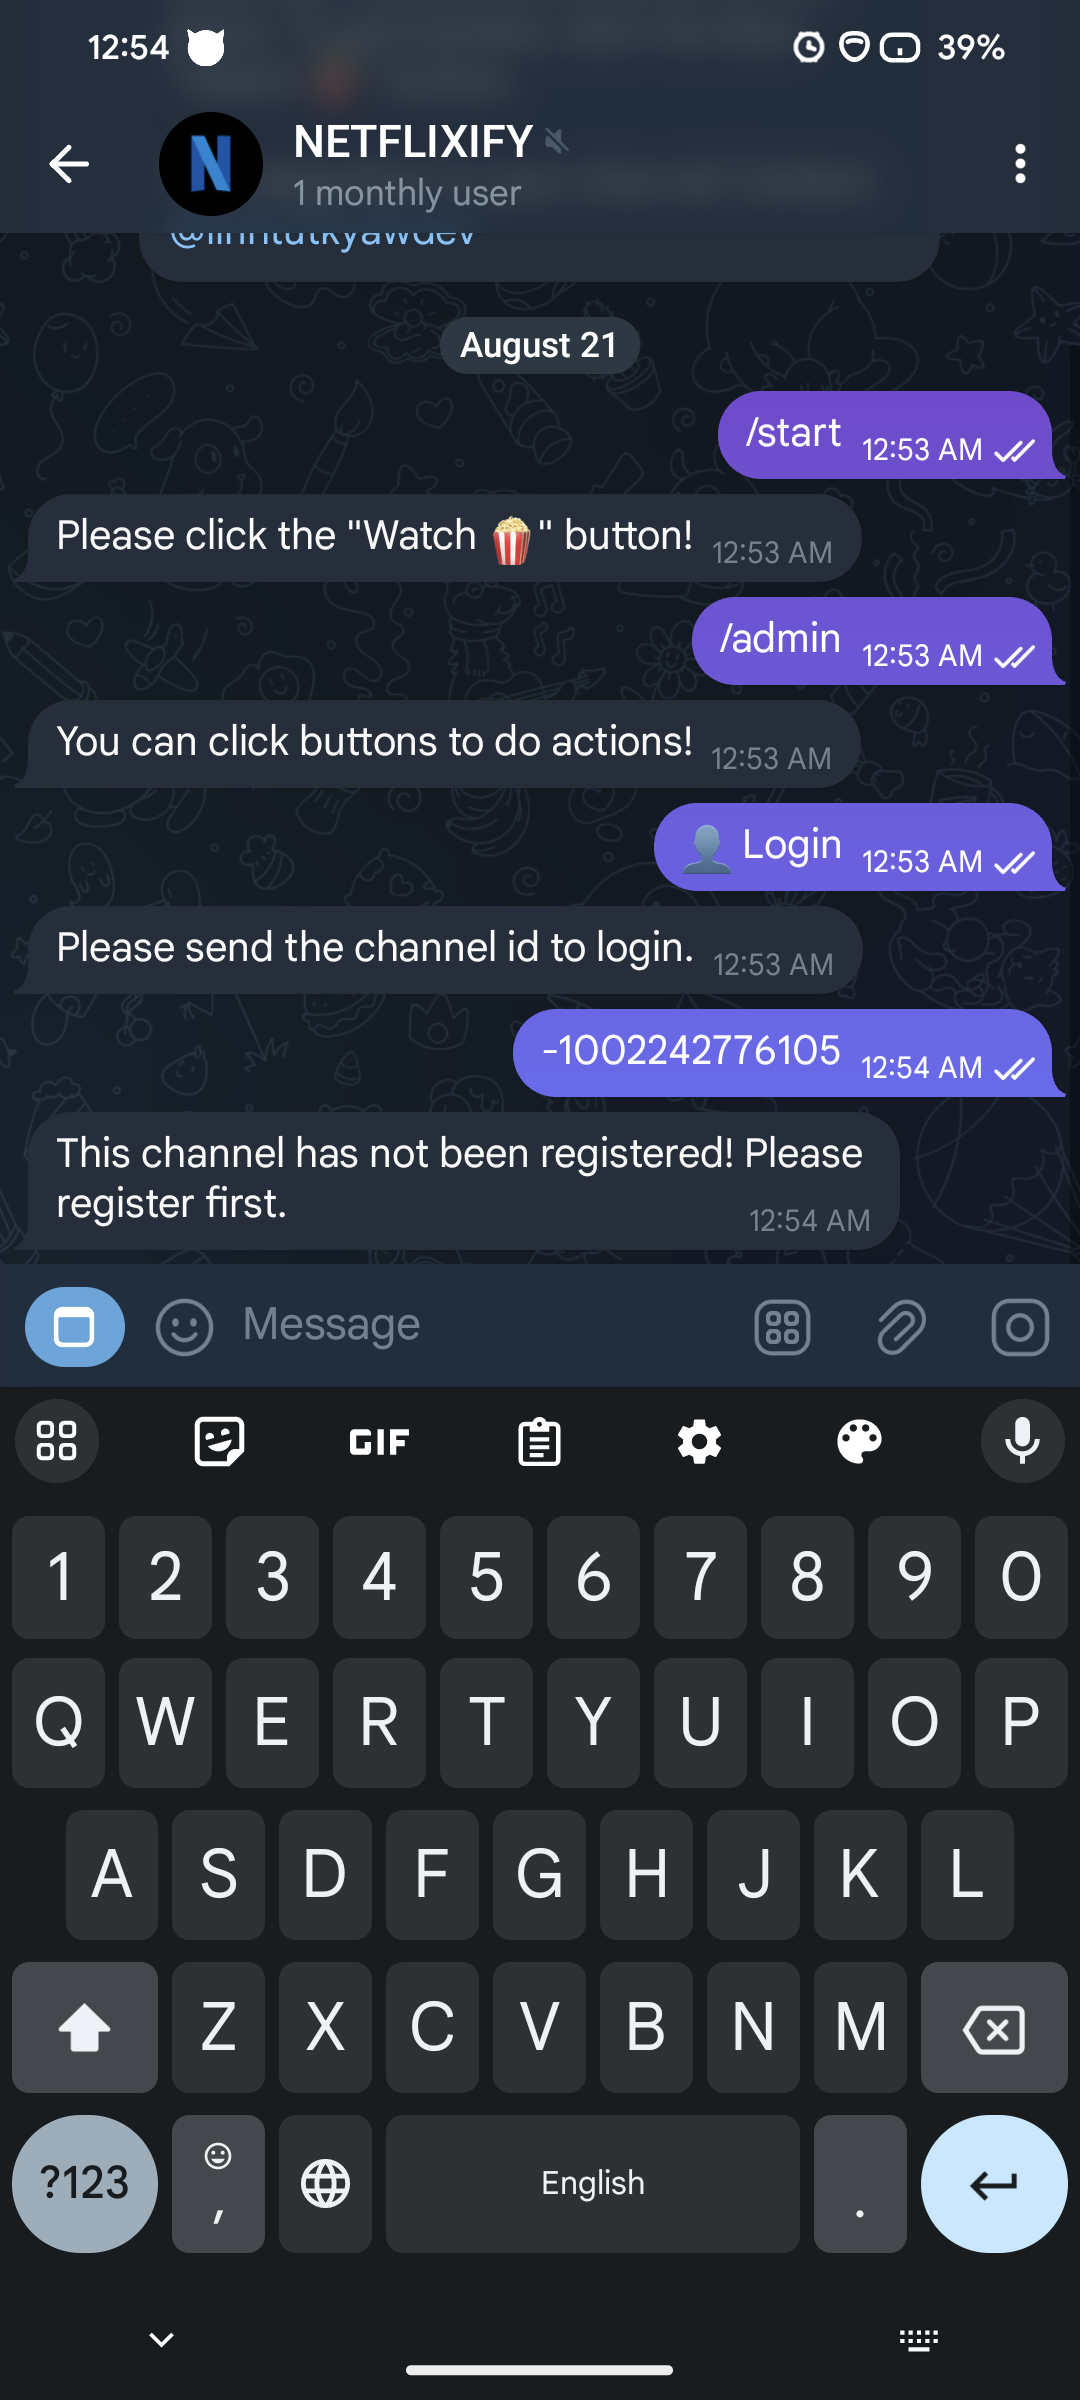 12:54
39%
NETFLIXIFY
1 monthly user
@linntutkyawdev
August 21
/start 12:53 AM
Please click the "Watch 🍿" button! 12:53 AM
/admin 12:53 AM
You can click buttons to do actions! 12:53 AM
👤 Login 12:53 AM
Please send the channel id to login. 12:53 AM
-1002242776105 12:54 AM
This channel has not been registered! Please
register first. 12:54 AM
Message
GIF
1 2 3 4 5 6 7 8 9 0
Q W E R T Y U I O P
A S D F G H J K L
Z X C V B N M
?123 , English .